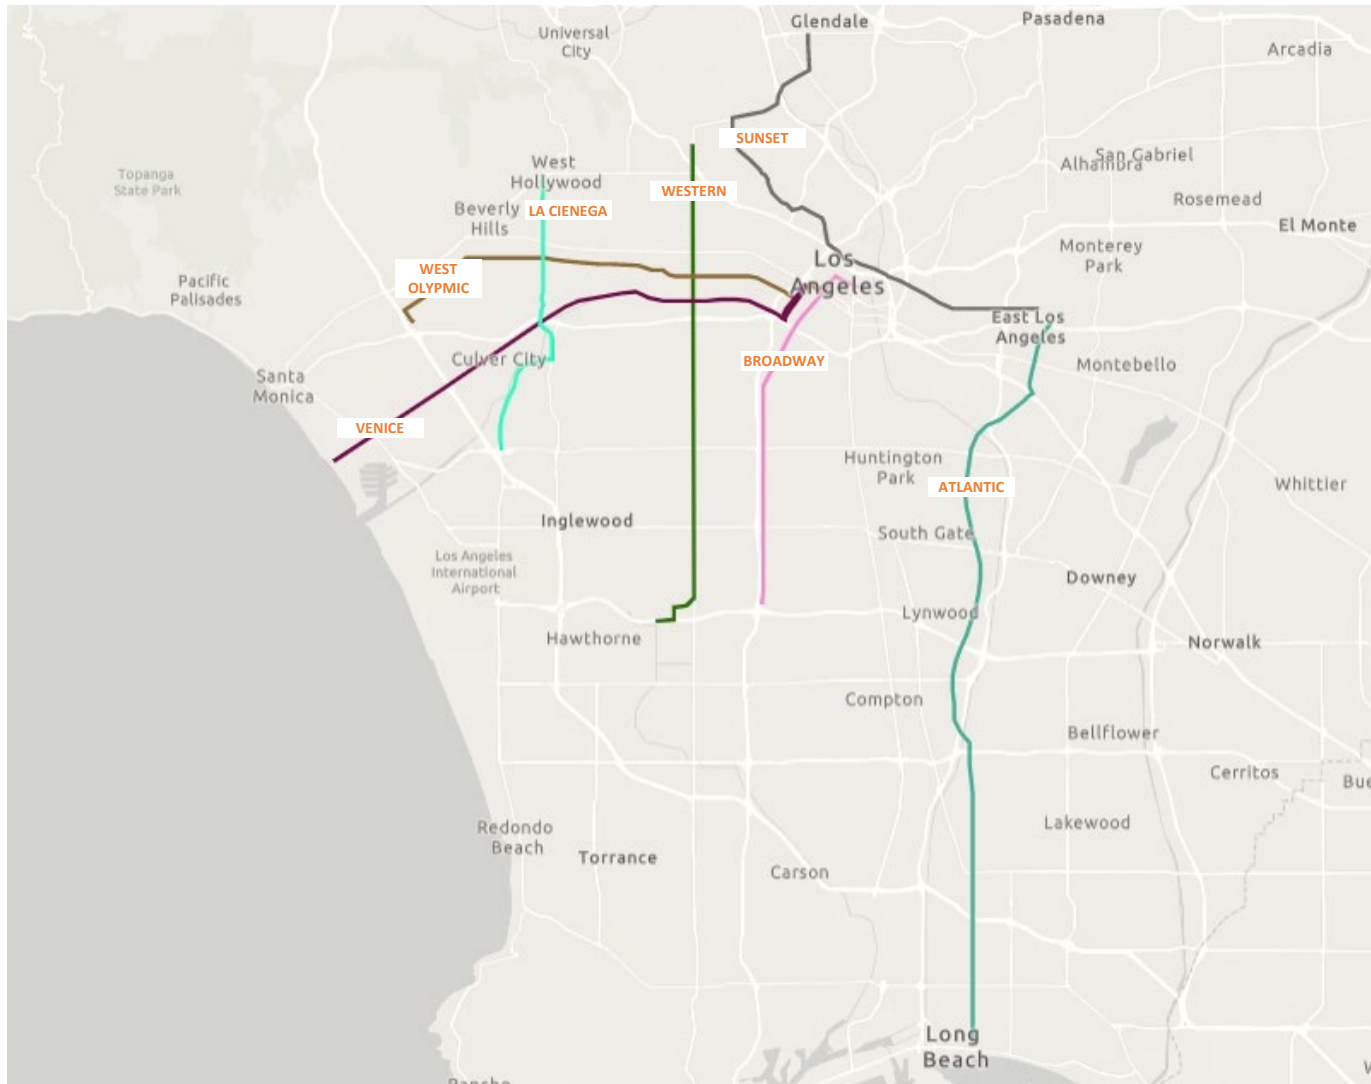 Glendale
Pasadena
Universal
City
Arcadia
SUNSET
West
Hollywood
San Gabriel
Alhambra
Topanga
State Park
WESTERN
Rosemead
Beverly
Hills
LA CIENEGA
El Monte
Monterey
Park
Los
Angeles
WEST
OLYPMIC
Pacific
Palisades
East Los
Angeles
Culver City
BROADWAY
Montebello
Santa
Monica
VENICE
Huntington
Park
ATLANTIC
Whittier
Inglewood
South Gate
Los Angeles
International
Airport
Downey
Lynwood
Hawthorne
Norwalk
Compton
Bellflower
Cerritos
Bue
Redondo
Beach
Lakewood
Torrance
Carson
Long
Beach